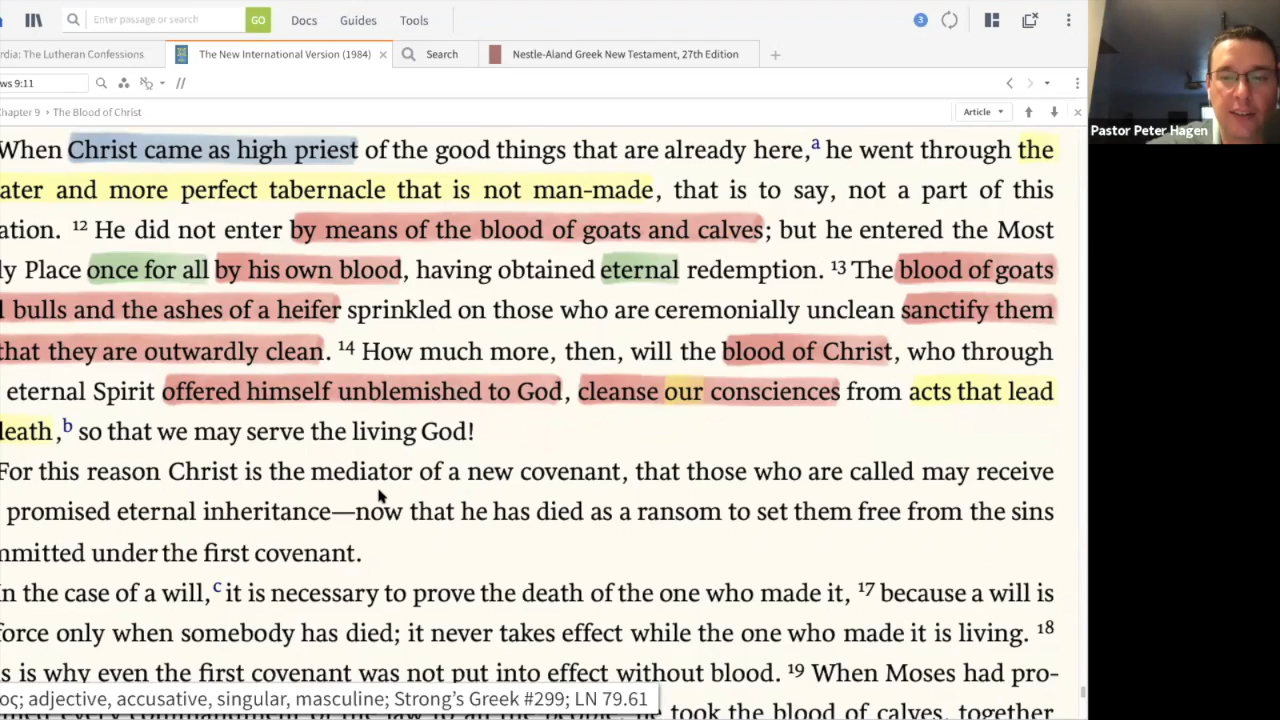 Enter passage or search GO Docs Guides Tools 3
rdia: The Lutheran Confessions The New International Version (1984) × Search Nestle-Aland Greek New Testament, 27th Edition +
ws 9:11 //
hapter 9 › The Blood of Christ Article
Pastor Peter Hagen
When Christ came as high priest of the good things that are already here,a he went through the
ater and more perfect tabernacle that is not man-made, that is to say, not a part of this
ation. 12 He did not enter by means of the blood of goats and calves; but he entered the Most
ly Place once for all by his own blood, having obtained eternal redemption. 13 The blood of goats
l bulls and the ashes of a heifer sprinkled on those who are ceremonially unclean sanctify them
that they are outwardly clean. 14 How much more, then, will the blood of Christ, who through
eternal Spirit offered himself unblemished to God, cleanse our consciences from acts that lead
death,b so that we may serve the living God!
For this reason Christ is the mediator of a new covenant, that those who are called may receive
promised eternal inheritance—now that he has died as a ransom to set them free from the sins
mmitted under the first covenant.
In the case of a will,c it is necessary to prove the death of the one who made it, 17 because a will is
force only when somebody has died; it never takes effect while the one who made it is living. 18
s is why even the first covenant was not put into effect without blood. 19 When Moses had pro-
ος; adjective, accusative, singular, masculine; Strong's Greek #299; LN 79.61
he took the blood of calves, together